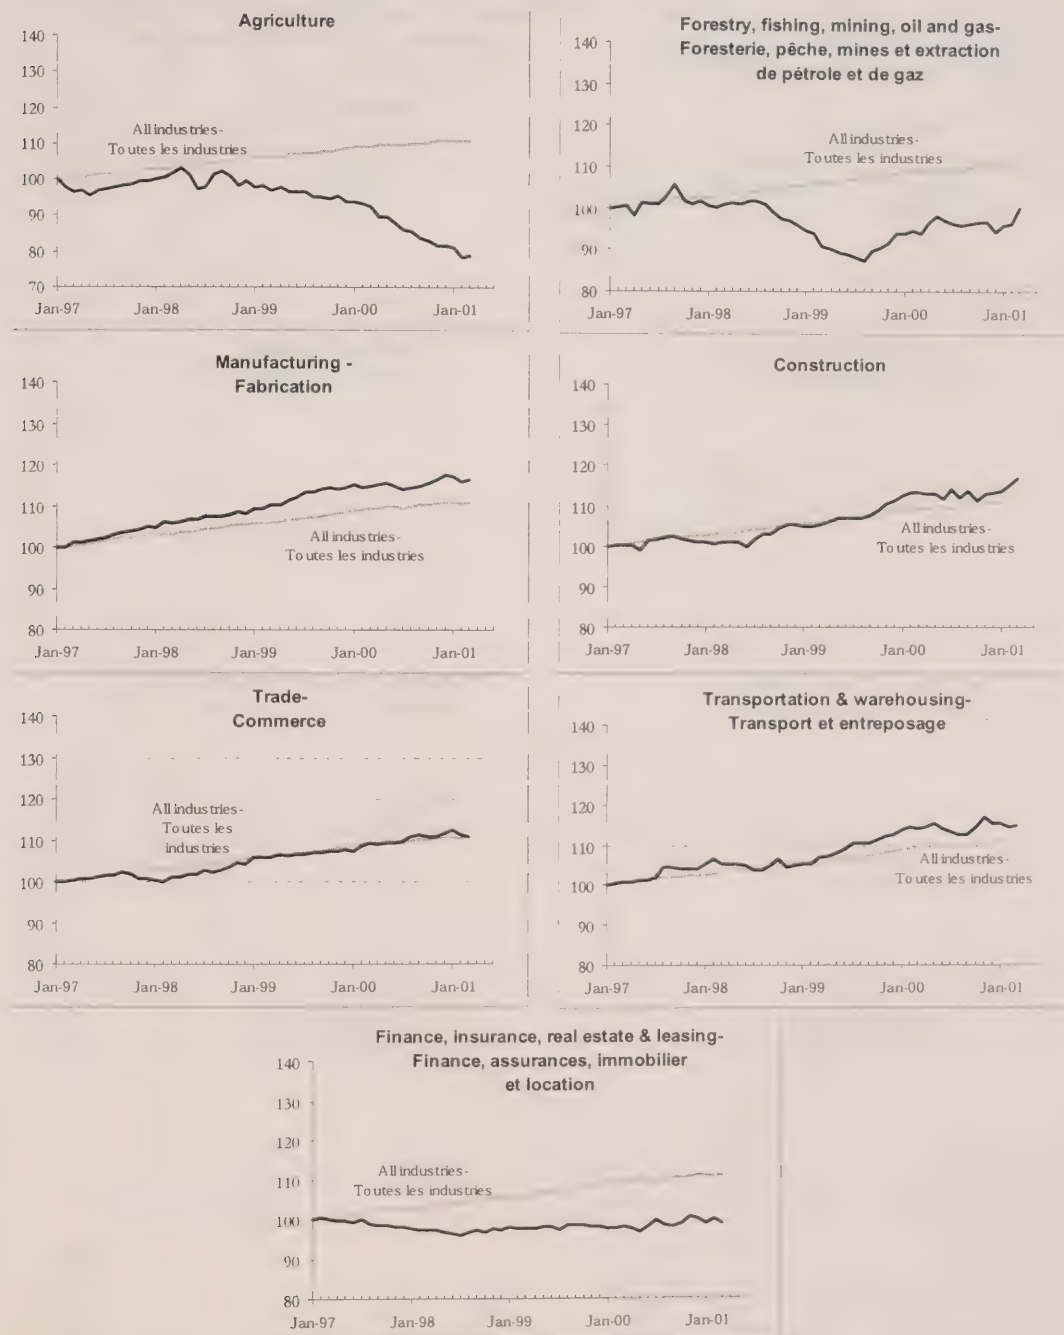 Agriculture
140
130
120
110
100
90
80
70
All industries-
Toutes les industries
Jan-97 Jan-98 Jan-99 Jan-00 Jan-01
Forestry, fishing, mining, oil and gas-
Foresterie, pêche, mines et extraction
de pétrole et de gaz
140
130
120
110
100
90
80
All industries-
Toutes les industries
Jan-97 Jan-98 Jan-99 Jan-00 Jan-01
Manufacturing -
Fabrication
140
130
120
110
100
90
80
All industries-
Toutes les industries
Jan-97 Jan-98 Jan-99 Jan-00 Jan-01
Construction
140
130
120
110
100
90
80
All industries-
Toutes les industries
Jan-97 Jan-98 Jan-99 Jan-00 Jan-01
Trade-
Commerce
140
130
120
110
100
90
80
All industries-
Toutes les
industries
Jan-97 Jan-98 Jan-99 Jan-00 Jan-01
Transportation & warehousing-
Transport et entreposage
140
130
120
110
100
90
80
All industries-
Toutes les industries
Jan-97 Jan-98 Jan-99 Jan-00 Jan-01
Finance, insurance, real estate & leasing-
Finance, assurances, immobilier
et location
140
130
120
110
100
90
80
All industries-
Toutes les industries
Jan-97 Jan-98 Jan-99 Jan-00 Jan-01